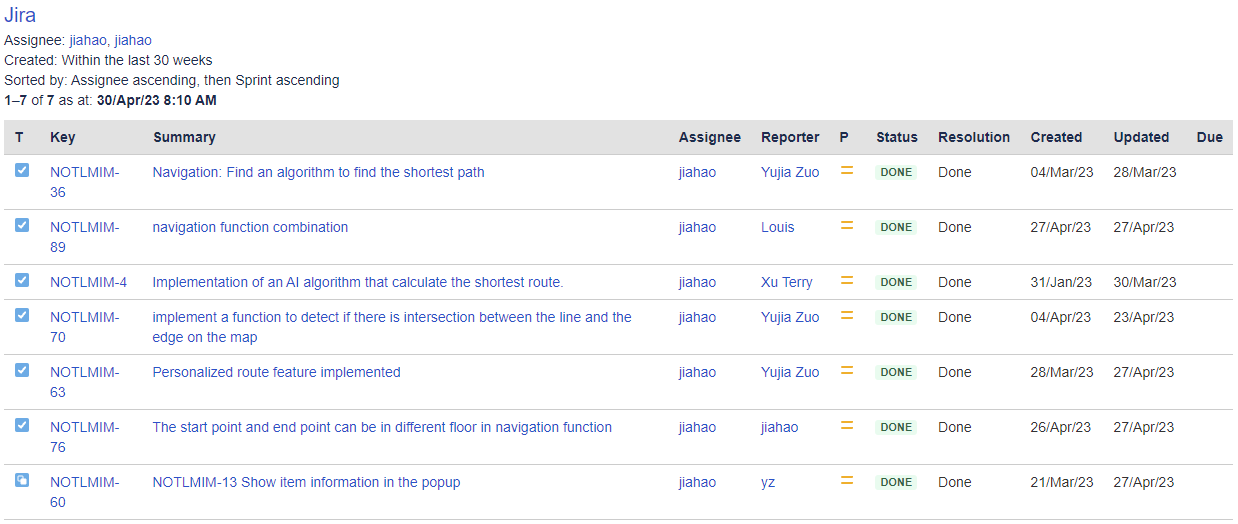 Jira
Assignee: jiahao, jiahao
Created: Within the last 30 weeks
Sorted by: Assignee ascending, then Sprint ascending
1–7 of 7 as at: 30/Apr/23 8:10 AM
T Key Summary Assignee Reporter P Status Resolution Created Updated Due
NOTLMIM-36 Navigation: Find an algorithm to find the shortest path jiahao Yujia Zuo DONE Done 04/Mar/23 28/Mar/23
NOTLMIM-89 navigation function combination jiahao Louis DONE Done 27/Apr/23 27/Apr/23
NOTLMIM-4 Implementation of an AI algorithm that calculate the shortest route. jiahao Xu Terry DONE Done 31/Jan/23 30/Mar/23
NOTLMIM-70 implement a function to detect if there is intersection between the line and the edge on the map jiahao Yujia Zuo DONE Done 04/Apr/23 23/Apr/23
NOTLMIM-63 Personalized route feature implemented jiahao Yujia Zuo DONE Done 28/Mar/23 27/Apr/23
NOTLMIM-76 The start point and end point can be in different floor in navigation function jiahao jiahao DONE Done 26/Apr/23 27/Apr/23
NOTLMIM-60 NOTLMIM-13 Show item information in the popup jiahao yz DONE Done 21/Mar/23 27/Apr/23